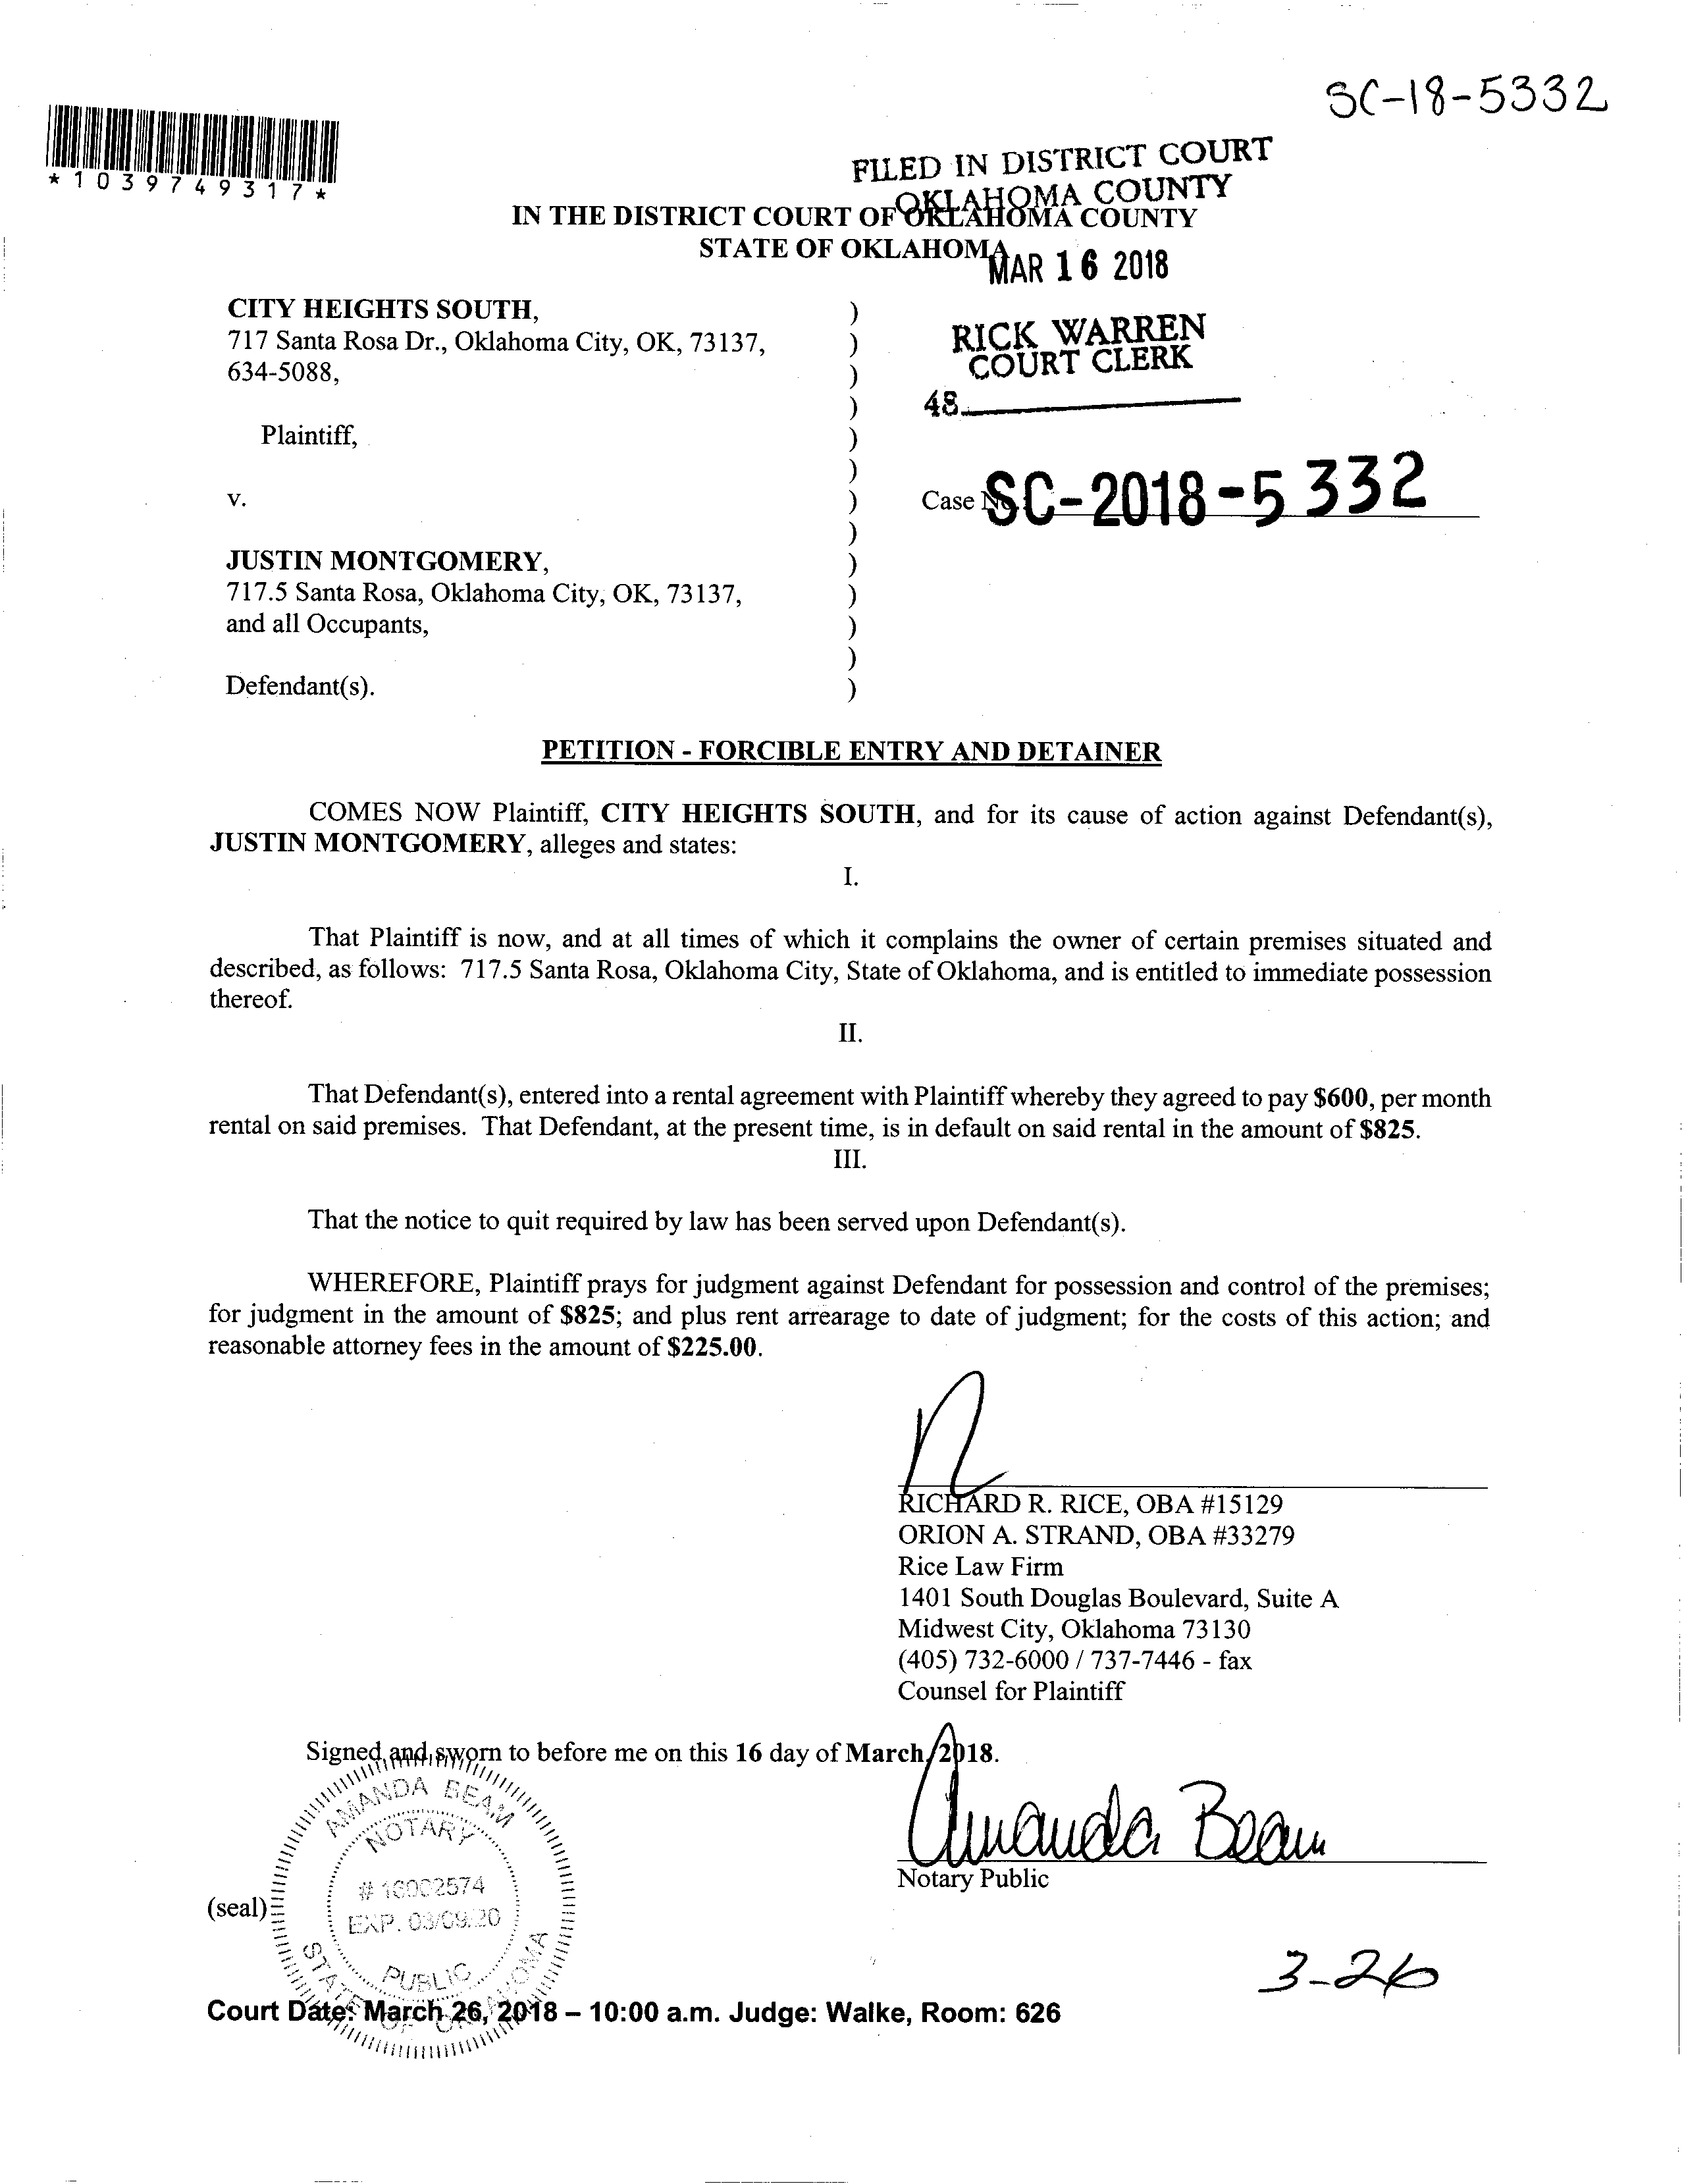 SC-18-5332
*1039749317*
FILED IN DISTRICT COURT
OKLAHOMA COUNTY
IN THE DISTRICT COURT OF OKLAHOMA COUNTY
STATE OF OKLAHOMA
MAR 16 2018
CITY HEIGHTS SOUTH, )
717 Santa Rosa Dr., Oklahoma City, OK, 73137, )
634-5088, )
)
Plaintiff, )
)
v. )
)
JUSTIN MONTGOMERY, )
717.5 Santa Rosa, Oklahoma City, OK, 73137, )
and all Occupants, )
)
Defendant(s). )
RICK WARREN
COURT CLERK
48
Case No. SC-2018-5332
PETITION - FORCIBLE ENTRY AND DETAINER
COMES NOW Plaintiff, CITY HEIGHTS SOUTH, and for its cause of action against Defendant(s),
JUSTIN MONTGOMERY, alleges and states:
I.
That Plaintiff is now, and at all times of which it complains the owner of certain premises situated and
described, as follows: 717.5 Santa Rosa, Oklahoma City, State of Oklahoma, and is entitled to immediate possession
thereof.
II.
That Defendant(s), entered into a rental agreement with Plaintiff whereby they agreed to pay $600, per month
rental on said premises. That Defendant, at the present time, is in default on said rental in the amount of $825.
III.
That the notice to quit required by law has been served upon Defendant(s).
WHEREFORE, Plaintiff prays for judgment against Defendant for possession and control of the premises;
for judgment in the amount of $825; and plus rent arrearage to date of judgment; for the costs of this action; and
reasonable attorney fees in the amount of $225.00.
RICHARD R. RICE, OBA #15129
ORION A. STRAND, OBA #33279
Rice Law Firm
1401 South Douglas Boulevard, Suite A
Midwest City, Oklahoma 73130
(405) 732-6000 / 737-7446 - fax
Counsel for Plaintiff
Signed and sworn to before me on this 16 day of March, 2018.
Amanda Beam
Notary Public
AMANDA BEAM
NOTARY
# 16002574
EXP. 03/09/20
PUBLIC
STATE OF OKLAHOMA
(seal)
3-26
Court Date: March 26, 2018 – 10:00 a.m. Judge: Walke, Room: 626